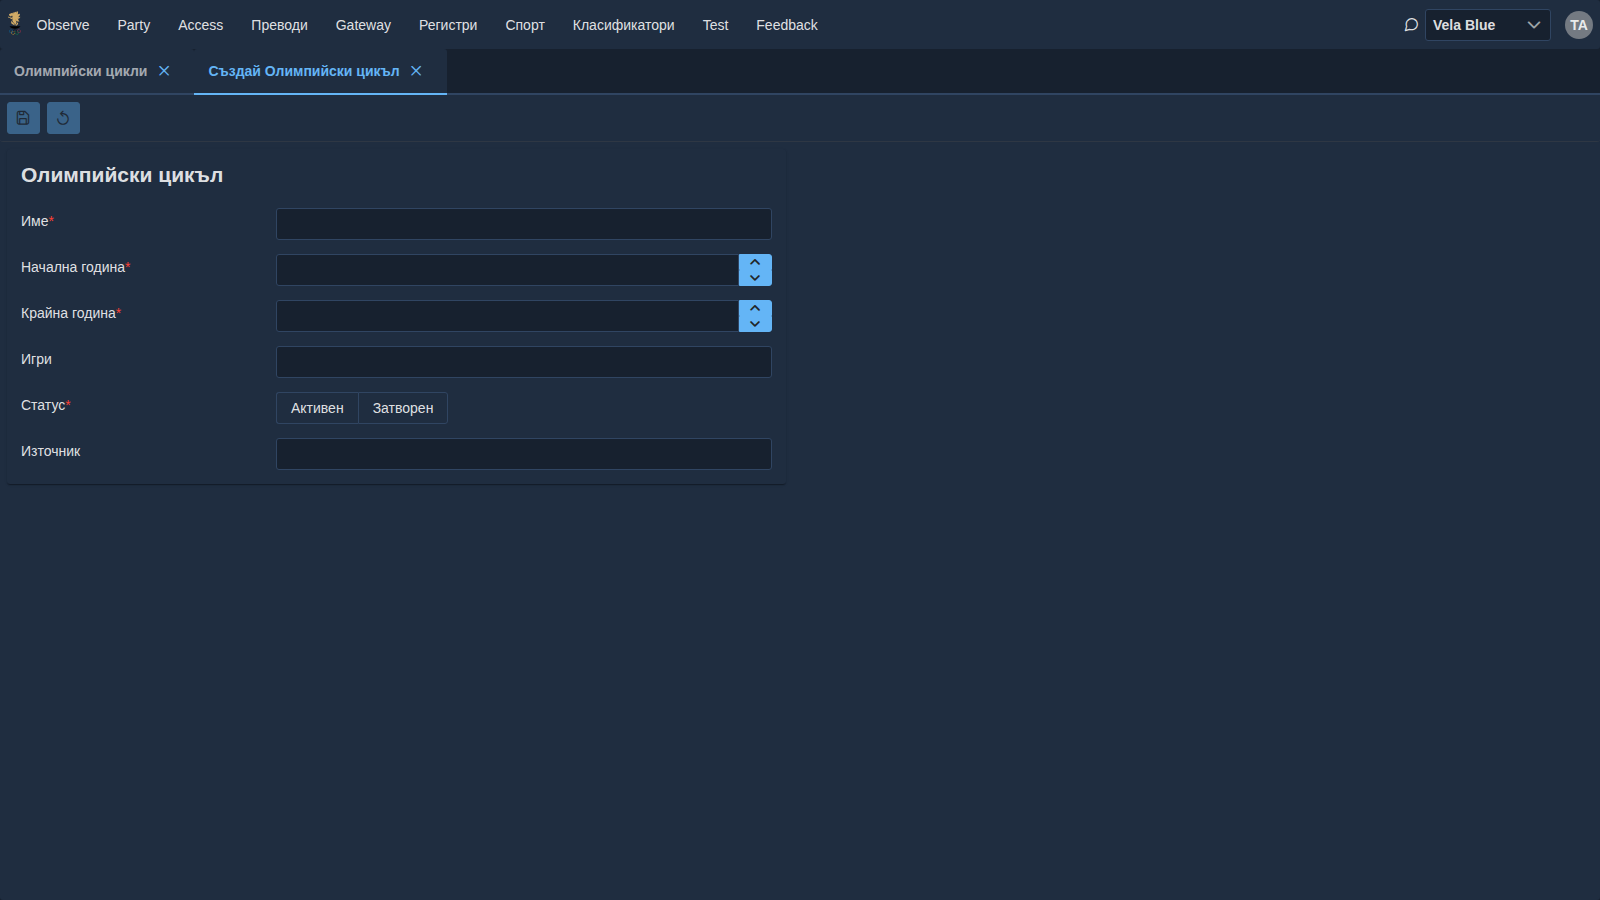 Observe Party Access Преводи Gateway Регистри Спорт Класификатори Test Feedback Vela Blue TA
Олимпийски цикли Създай Олимпийски цикъл
Олимпийски цикъл
Име*
Начална година*
Крайна година*
Игри
Статус* Активен Затворен
Източник